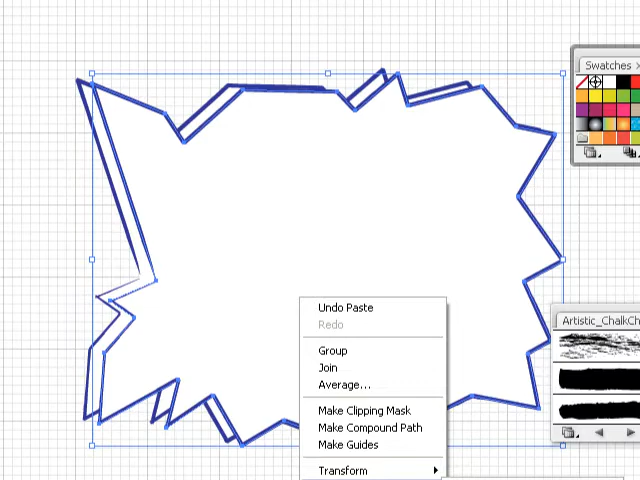 Swatches ×
Undo Paste
Redo
Group
Join
Average...
Make Clipping Mask
Make Compound Path
Make Guides
Transform
Artistic_ChalkCh